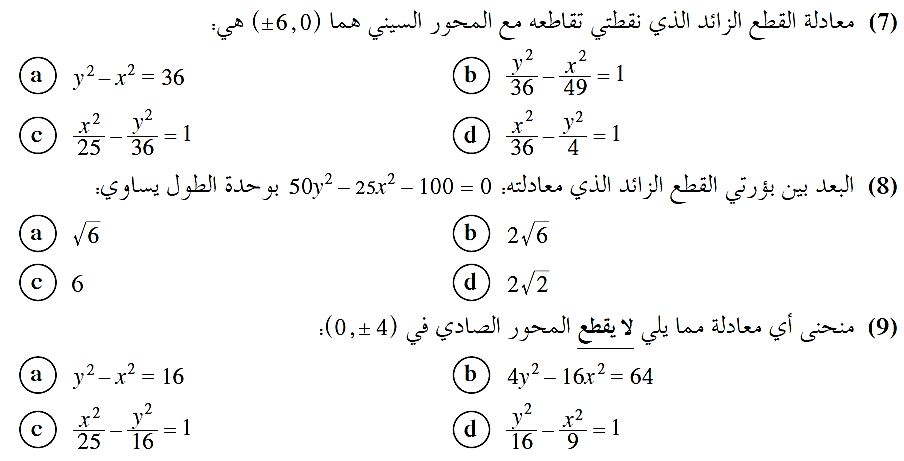 (7) معادلة القطع الزائد الذي نقطتي تقاطعه مع المحور السيني هما (±6,0) هي:
a y² – x² = 36 b y²/36 – x²/49 = 1
c x²/25 – y²/36 = 1 d x²/36 – y²/4 = 1
(8) البعد بين بؤرتي القطع الزائد الذي معادلته: 50y² – 25x² – 100 = 0 بوحدة الطول يساوي:
a √6 b 2√6
c 6 d 2√2
(9) منحنى أي معادلة مما يلي لا يقطع المحور الصادي في (0,±4):
a y² – x² = 16 b 4y² – 16x² = 64
c x²/25 – y²/16 = 1 d y²/16 – x²/9 = 1